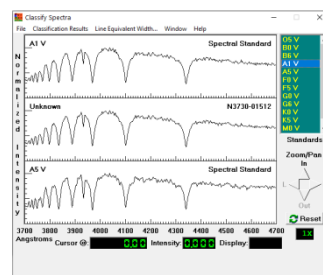 Classify Spectra
File Classification Results Line Equivalent Width... Window Help
A1 V Spectral Standard
Unknown N3730-01512
A5 V Spectral Standard
Normalized Intensity
3700 3800 3900 4000 4100 4200 4300 4400 4500 4600 4700
Angstroms Cursor @: 0.00 Intensity: 0.000 Display:
O5 V
B0 V
B6 V
A1 V
A5 V
F0 V
F5 V
G0 V
G6 V
K0 V
K5 V
M0 V
Standards
Zoom/Pan
In
L
Out
Reset
1X